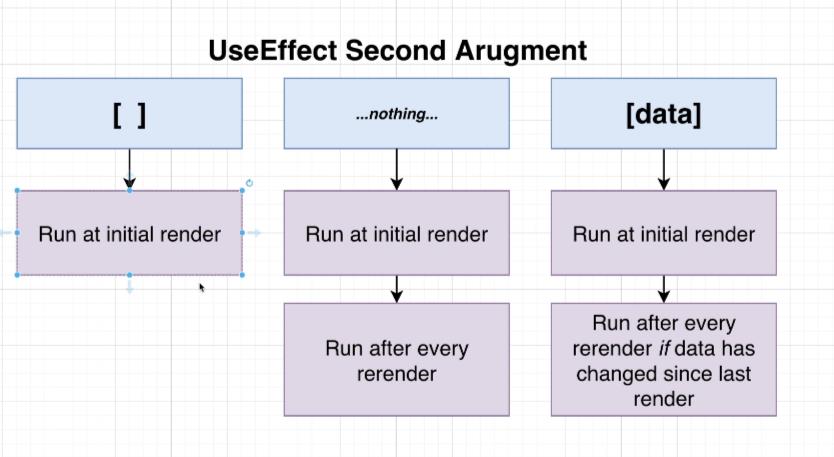 UseEffect Second Arugment
[ ]
...nothing...
[data]
Run at initial render
Run at initial render
Run at initial render
Run after every
rerender
Run after every
rerender if data has
changed since last
render